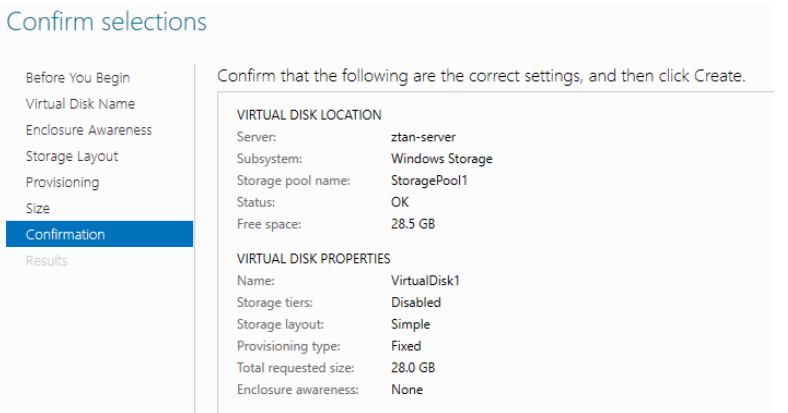 Confirm selections
Before You Begin
Virtual Disk Name
Enclosure Awareness
Storage Layout
Provisioning
Size
Confirmation
Results
Confirm that the following are the correct settings, and then click Create.
VIRTUAL DISK LOCATION
Server: ztan-server
Subsystem: Windows Storage
Storage pool name: StoragePool1
Status: OK
Free space: 28.5 GB
VIRTUAL DISK PROPERTIES
Name: VirtualDisk1
Storage tiers: Disabled
Storage layout: Simple
Provisioning type: Fixed
Total requested size: 28.0 GB
Enclosure awareness: None